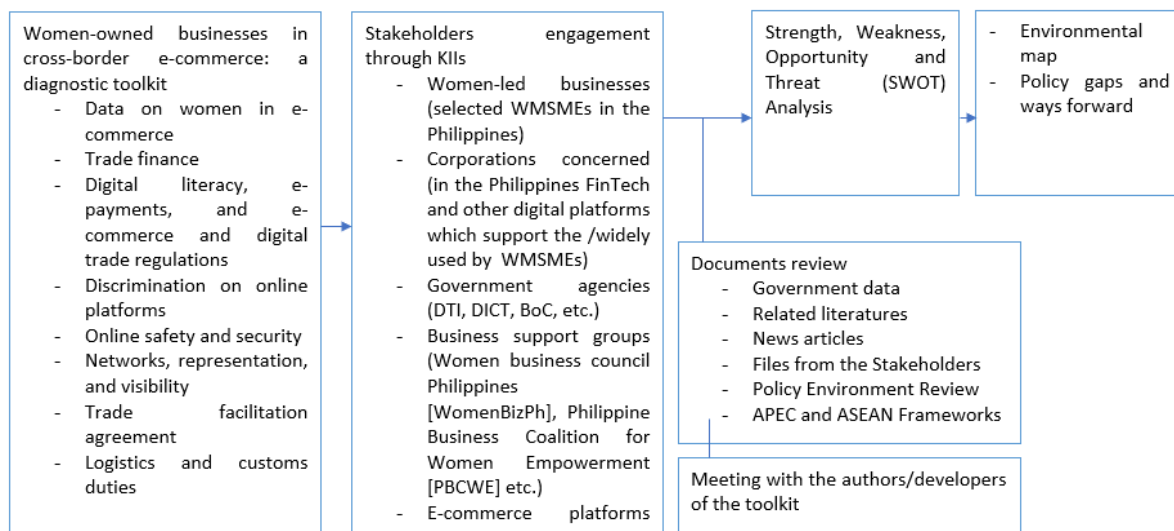 Women-owned businesses in
cross-border e-commerce: a
diagnostic toolkit
- Data on women in e-
commerce
- Trade finance
- Digital literacy, e-
payments, and e-
commerce and digital
trade regulations
- Discrimination on online
platforms
- Online safety and security
- Networks, representation,
and visibility
- Trade facilitation
agreement
- Logistics and customs
duties
Stakeholders engagement
through KIIs
- Women-led businesses
(selected WMSMEs in the
Philippines)
- Corporations concerned
(in the Philippines FinTech
and other digital platforms
which support the /widely
used by WMSMEs)
- Government agencies
(DTI, DICT, BoC, etc.)
- Business support groups
(Women business council
Philippines
[WomenBizPh], Philippine
Business Coalition for
Women Empowerment
[PBCWE] etc.)
- E-commerce platforms
Strength, Weakness,
Opportunity and
Threat (SWOT)
Analysis
- Environmental
map
- Policy gaps and
ways forward
Documents review
- Government data
- Related literatures
- News articles
- Files from the Stakeholders
- Policy Environment Review
- APEC and ASEAN Frameworks
Meeting with the authors/developers
of the toolkit